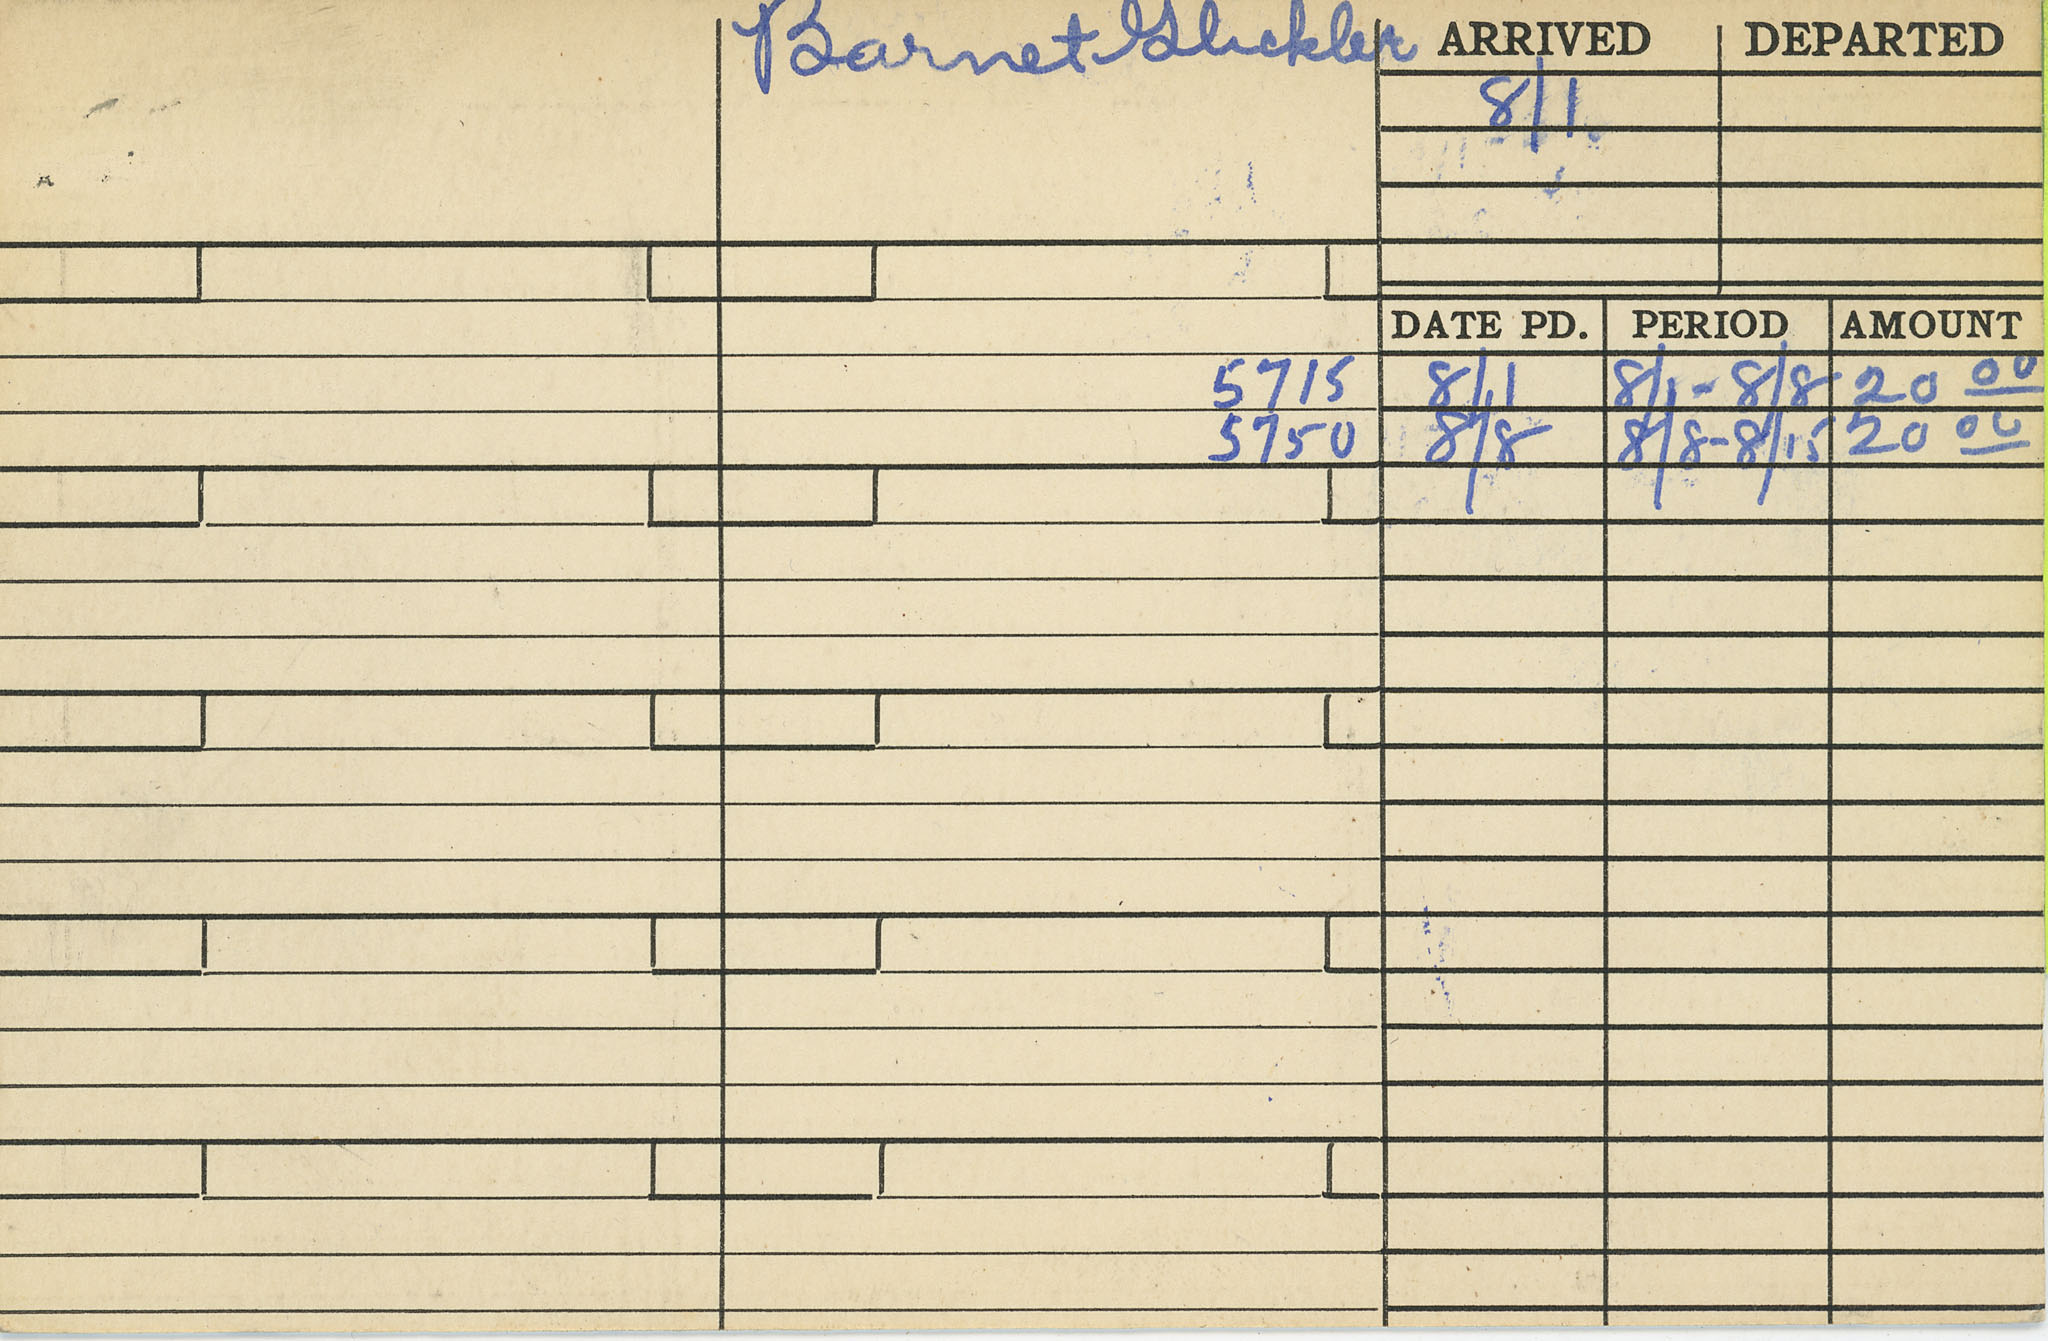 Barnet Glickler ARRIVED DEPARTED
8/1
DATE PD. PERIOD AMOUNT
5715 8/1 8/1-8/8 20 00
5750 8/8 8/8-8/15 20 00